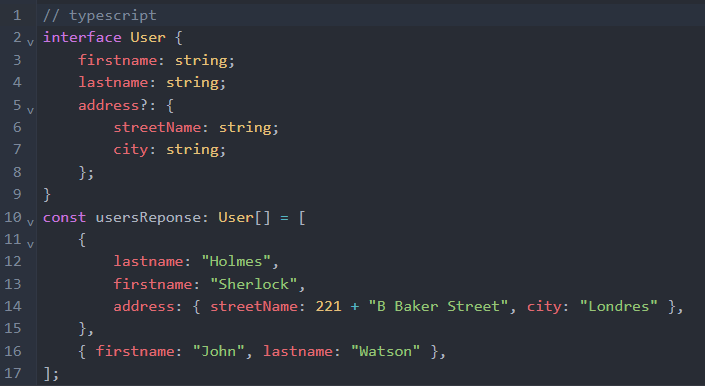 1 // typescript
2 interface User {
3     firstname: string;
4     lastname: string;
5     address?: {
6         streetName: string;
7         city: string;
8     };
9 }
10 const usersReponse: User[] = [
11     {
12         lastname: "Holmes",
13         firstname: "Sherlock",
14         address: { streetName: 221 + "B Baker Street", city: "Londres" },
15     },
16     { firstname: "John", lastname: "Watson" },
17 ];